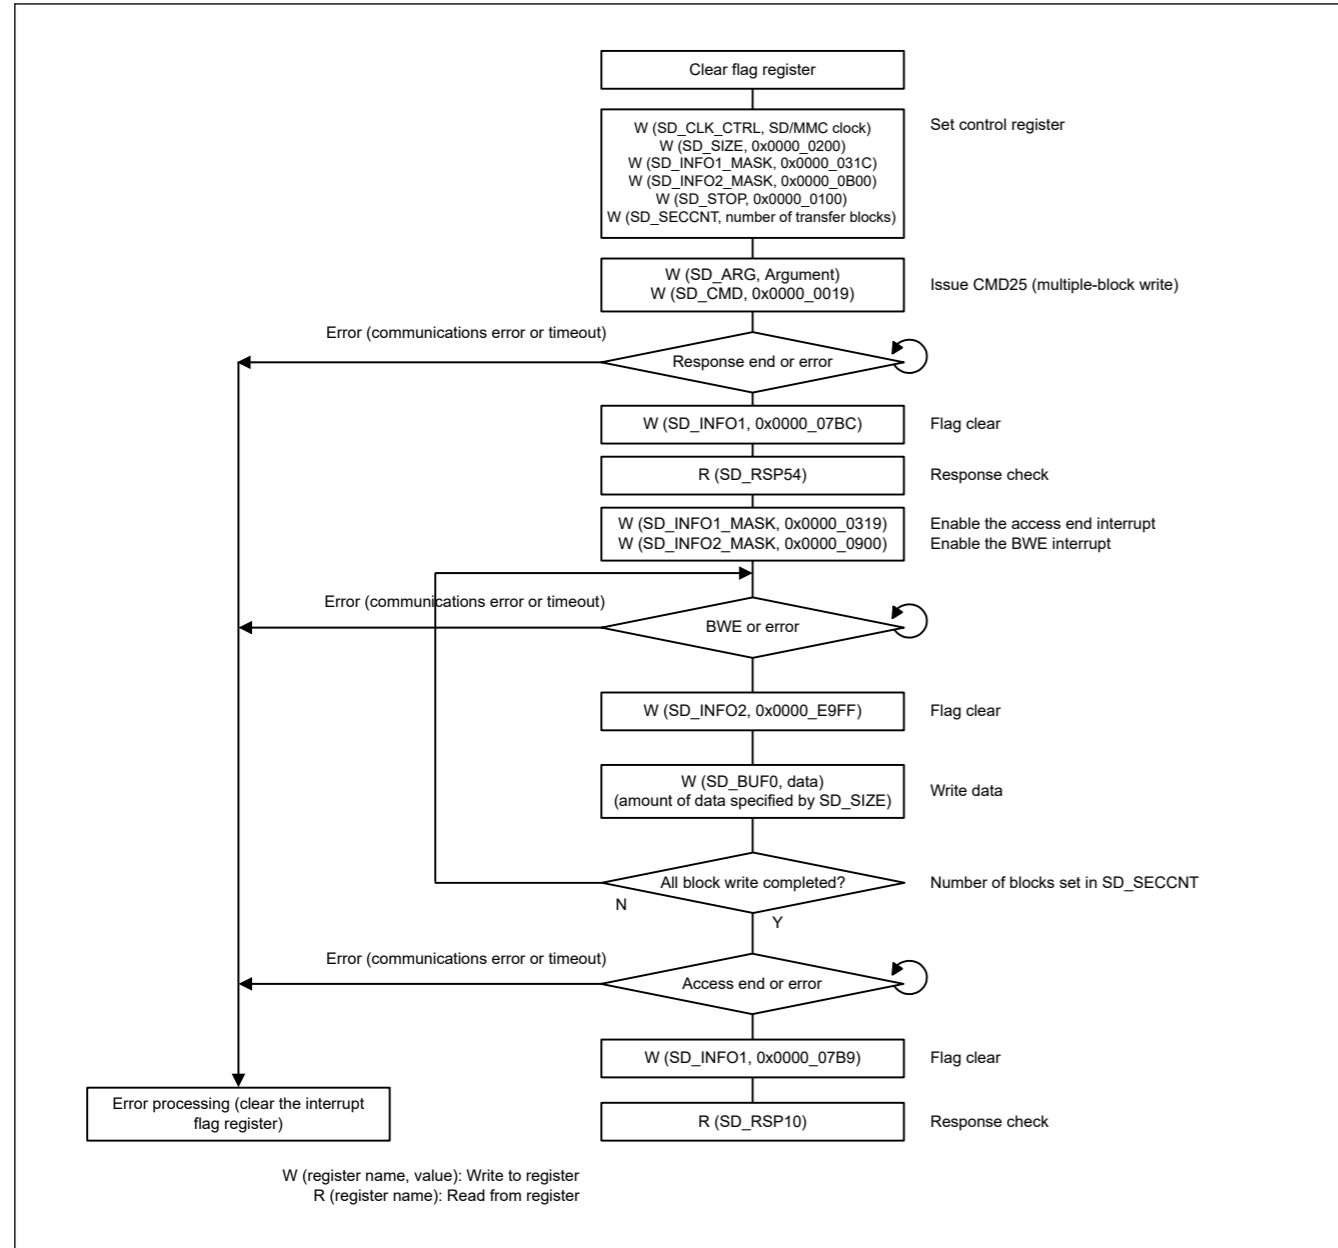 Clear flag register
W (SD_CLK_CTRL, SD/MMC clock)
W (SD_SIZE, 0x0000_0200)
W (SD_INFO1_MASK, 0x0000_031C)
W (SD_INFO2_MASK, 0x0000_0B00)
W (SD_STOP, 0x0000_0100)
W (SD_SECCNT, number of transfer blocks)
Set control register
W (SD_ARG, Argument)
W (SD_CMD, 0x0000_0019)
Issue CMD25 (multiple-block write)
Error (communications error or timeout)
Response end or error
W (SD_INFO1, 0x0000_07BC)
Flag clear
R (SD_RSP54)
Response check
W (SD_INFO1_MASK, 0x0000_0319)
W (SD_INFO2_MASK, 0x0000_0900)
Enable the access end interrupt
Enable the BWE interrupt
Error (communications error or timeout)
BWE or error
W (SD_INFO2, 0x0000_E9FF)
Flag clear
W (SD_BUF0, data)
(amount of data specified by SD_SIZE)
Write data
All block write completed?
Number of blocks set in SD_SECCNT
N
Y
Error (communications error or timeout)
Access end or error
W (SD_INFO1, 0x0000_07B9)
Flag clear
Error processing (clear the interrupt
flag register)
R (SD_RSP10)
Response check
W (register name, value): Write to register
R (register name): Read from register